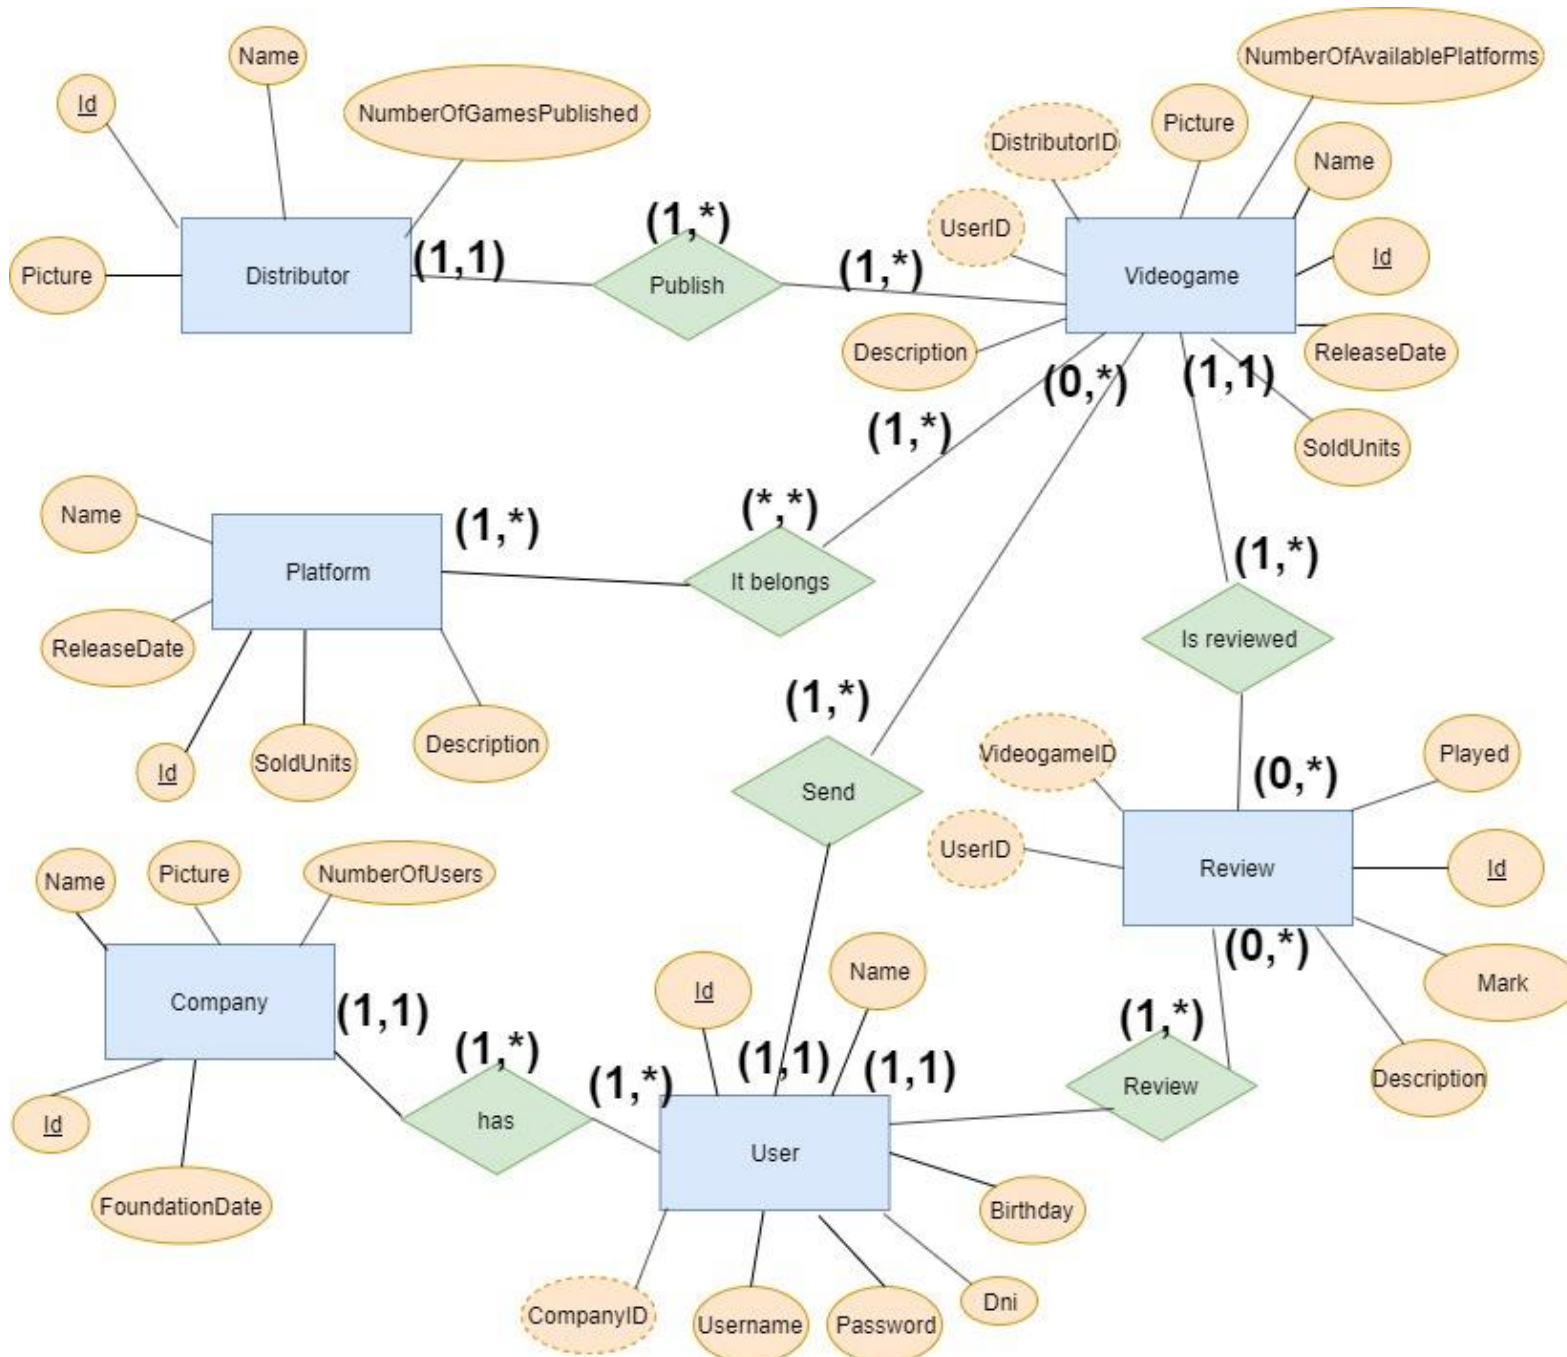 Name
NumberOfAvailablePlatforms
Id
NumberOfGamesPublished
Picture
DistributorID
Name
UserID
(1,*)
Id
Picture
Distributor
(1,1)
Publish
(1,*)
Videogame
Description
(0,*)
(1,1)
ReleaseDate
(1,*)
SoldUnits
Name
(1,*)
(*,*)
Platform
It belongs
(1,*)
ReleaseDate
Is reviewed
Id
SoldUnits
Description
(1,*)
Send
VideogameID
Played
(0,*)
UserID
Review
Id
Name
Picture
NumberOfUsers
(0,*)
Mark
Company
(1,1)
Id
Name
(1,*)
(1,*)
(1,1)
(1,1)
(1,*)
Review
Description
Id
has
User
FoundationDate
Birthday
CompanyID
Username
Password
Dni